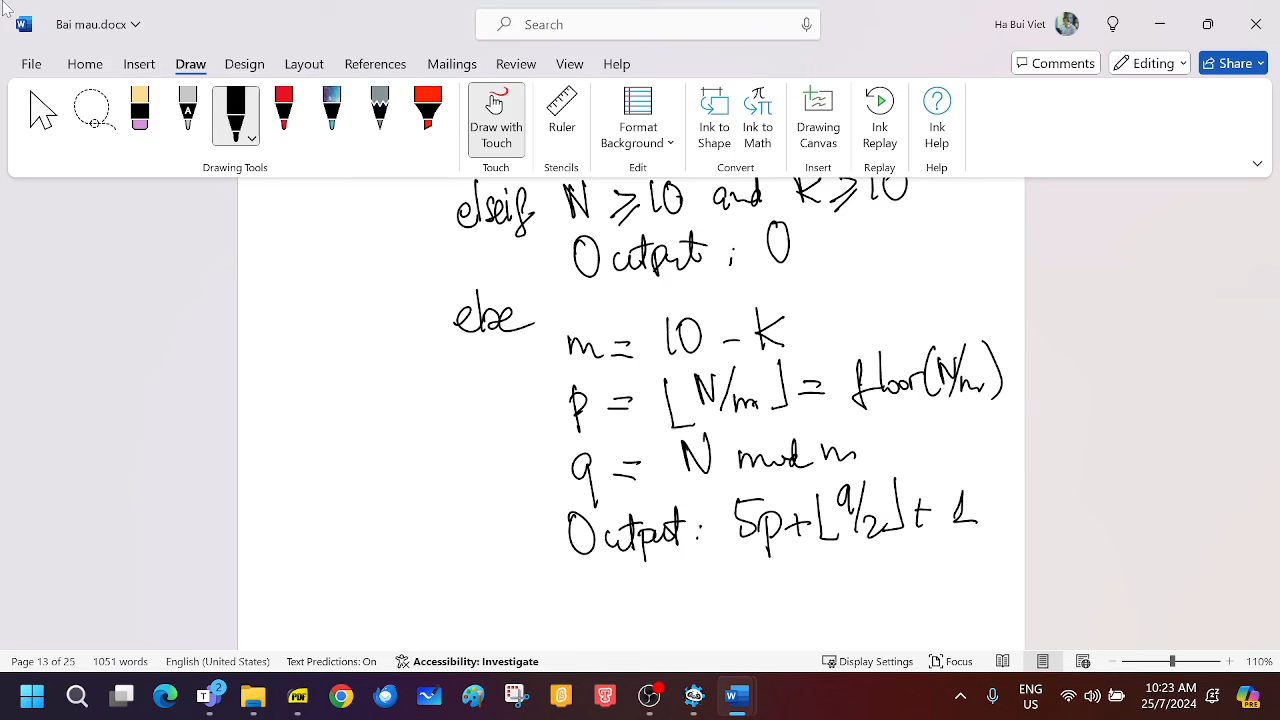 Bai mau.docx
Search
Ha Bui Viet
File Home Insert Draw Design Layout References Mailings Review View Help
Comments Editing Share
Draw with Touch
Ruler
Format Background
Ink to Shape
Ink to Math
Drawing Canvas
Ink Replay
Ink Help
Drawing Tools Touch Stencils Edit Convert Insert Replay Help
elseif N ⩾ 10 and K ⩾ 10
Output : 0
else
m = 10 - K
p = ⌊N/m⌋ = floor(N/m)
q = N mod m
Output: 5p + ⌊q/2⌋ + 1
Page 13 of 25 1051 words English (United States) Text Predictions: On Accessibility: Investigate Display Settings Focus 110%
2 PDF ENG US 10:23 AM 25/7/2024 PRE